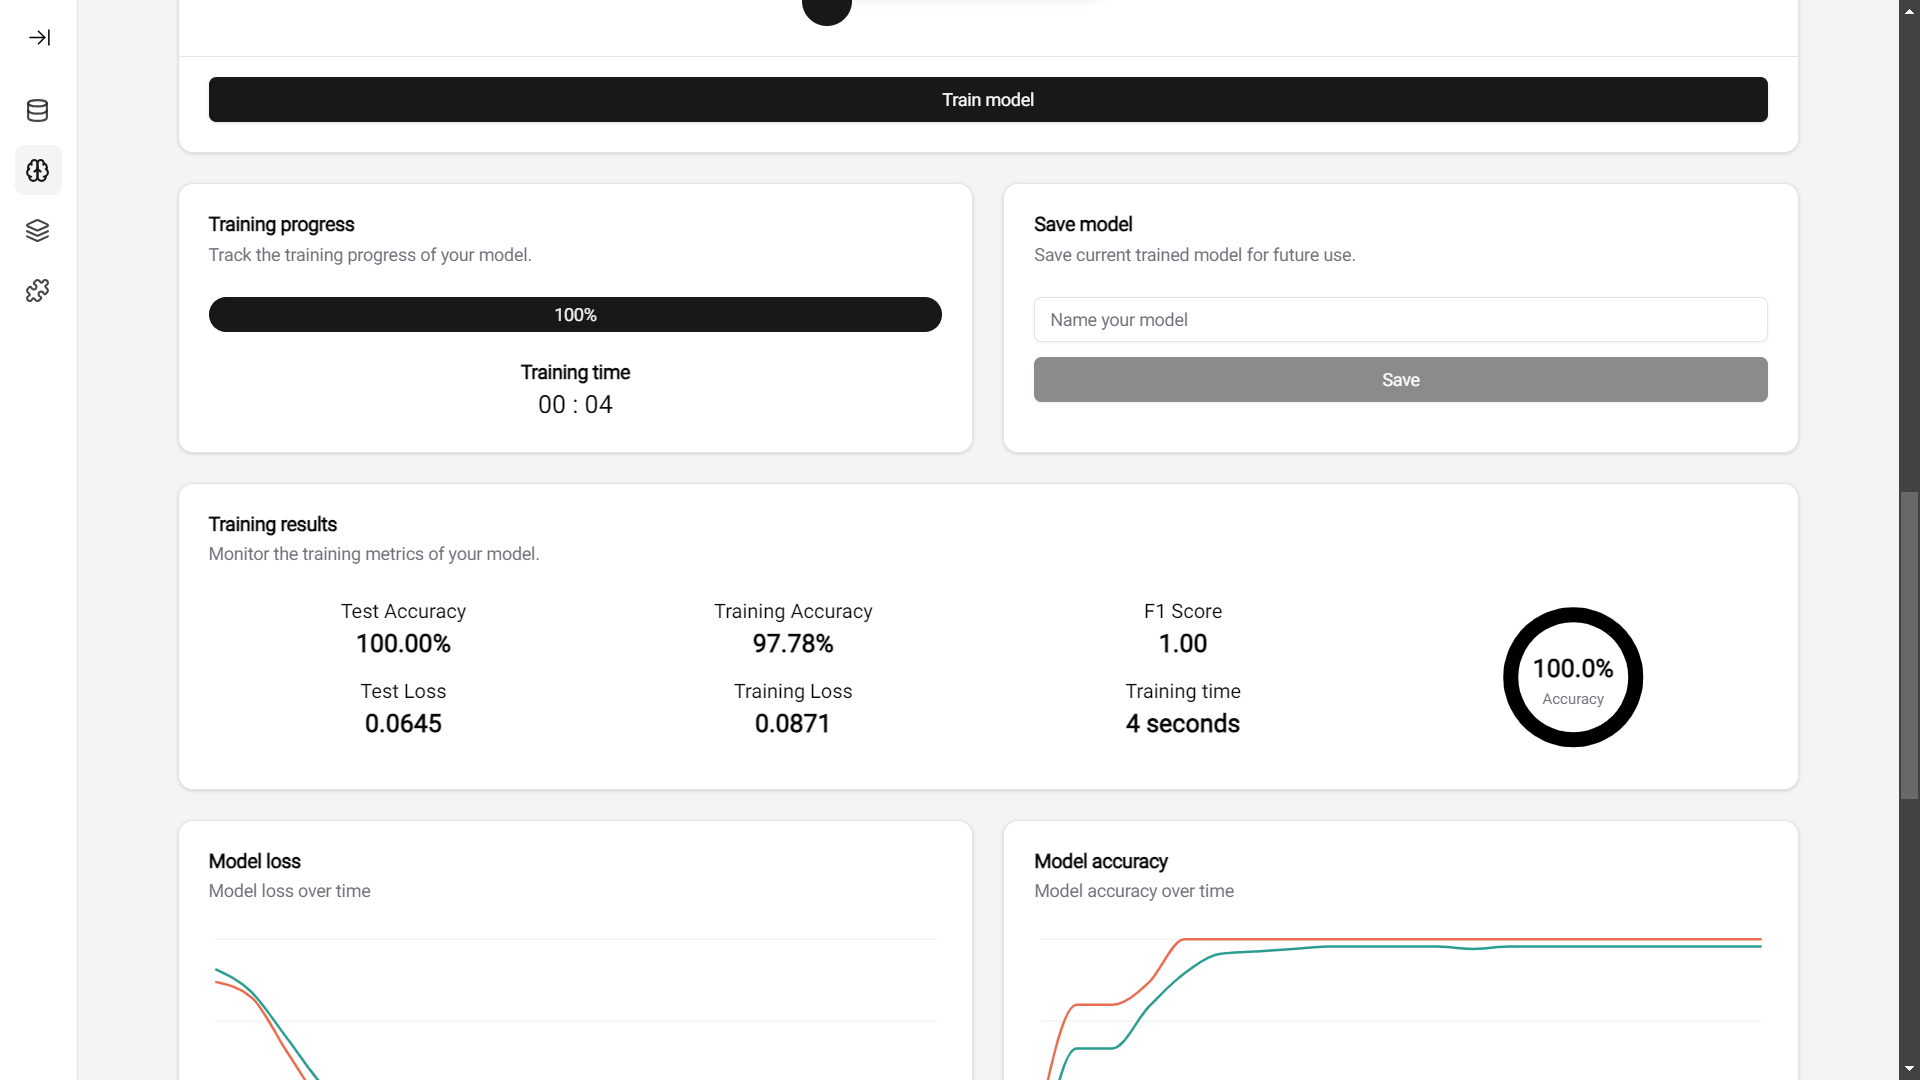 Train model
Training progress
Track the training progress of your model.
100%
Training time
00 : 04
Save model
Save current trained model for future use.
Name your model
Save
Training results
Monitor the training metrics of your model.
Test Accuracy
100.00%
Training Accuracy
97.78%
F1 Score
1.00
Test Loss
0.0645
Training Loss
0.0871
Training time
4 seconds
100.0%
Accuracy
Model loss
Model loss over time
Model accuracy
Model accuracy over time